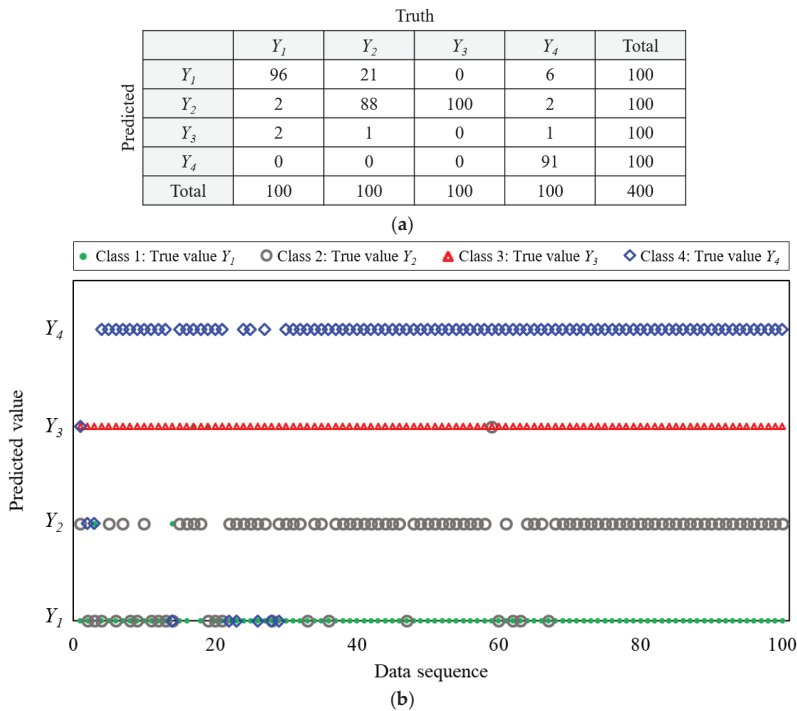 Truth
Y1 Y2 Y3 Y4 Total
Predicted
Y1 96 21 0 6 100
Y2 2 88 100 2 100
Y3 2 1 0 1 100
Y4 0 0 0 91 100
Total 100 100 100 100 400
(a)
Class 1: True value Y1 Class 2: True value Y2 Class 3: True value Y3 Class 4: True value Y4
Predicted value
Y4
Y3
Y2
Y1
0 20 40 60 80 100
Data sequence
(b)